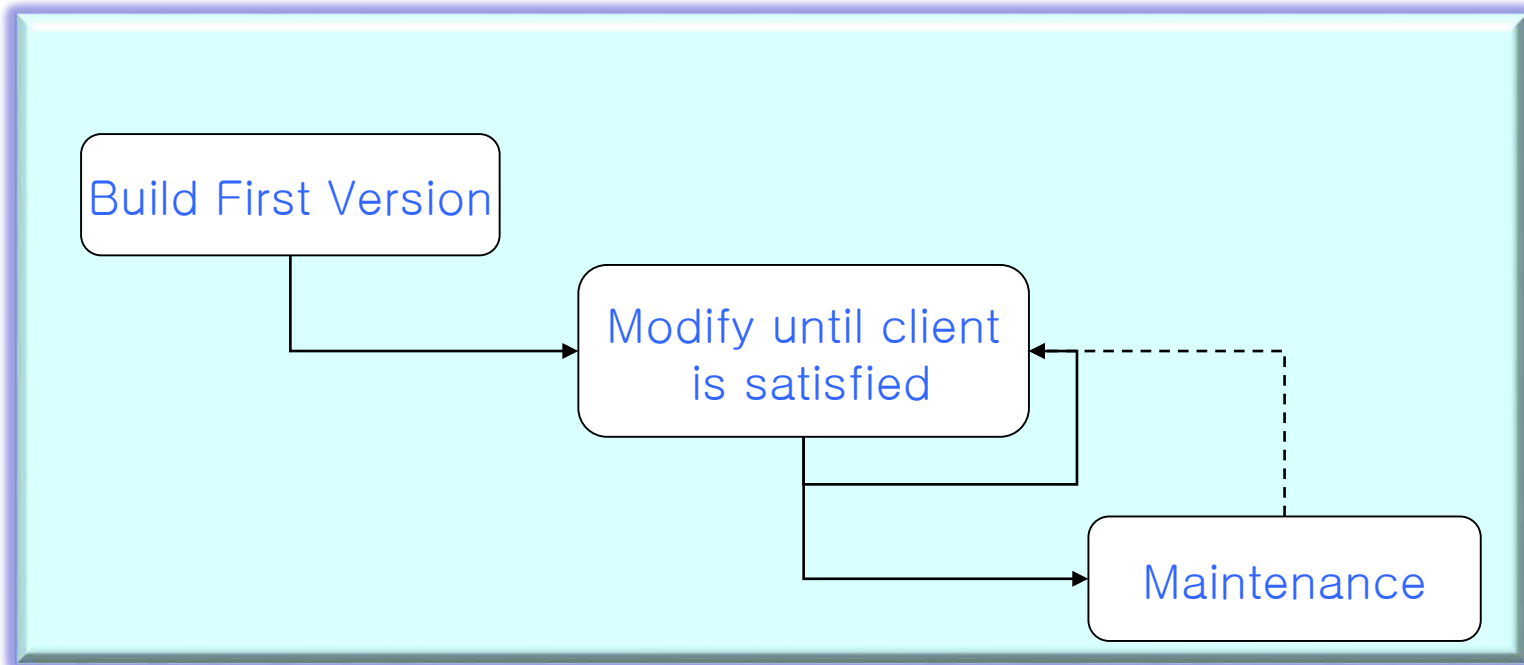 Build First Version
Modify until client
is satisfied
Maintenance